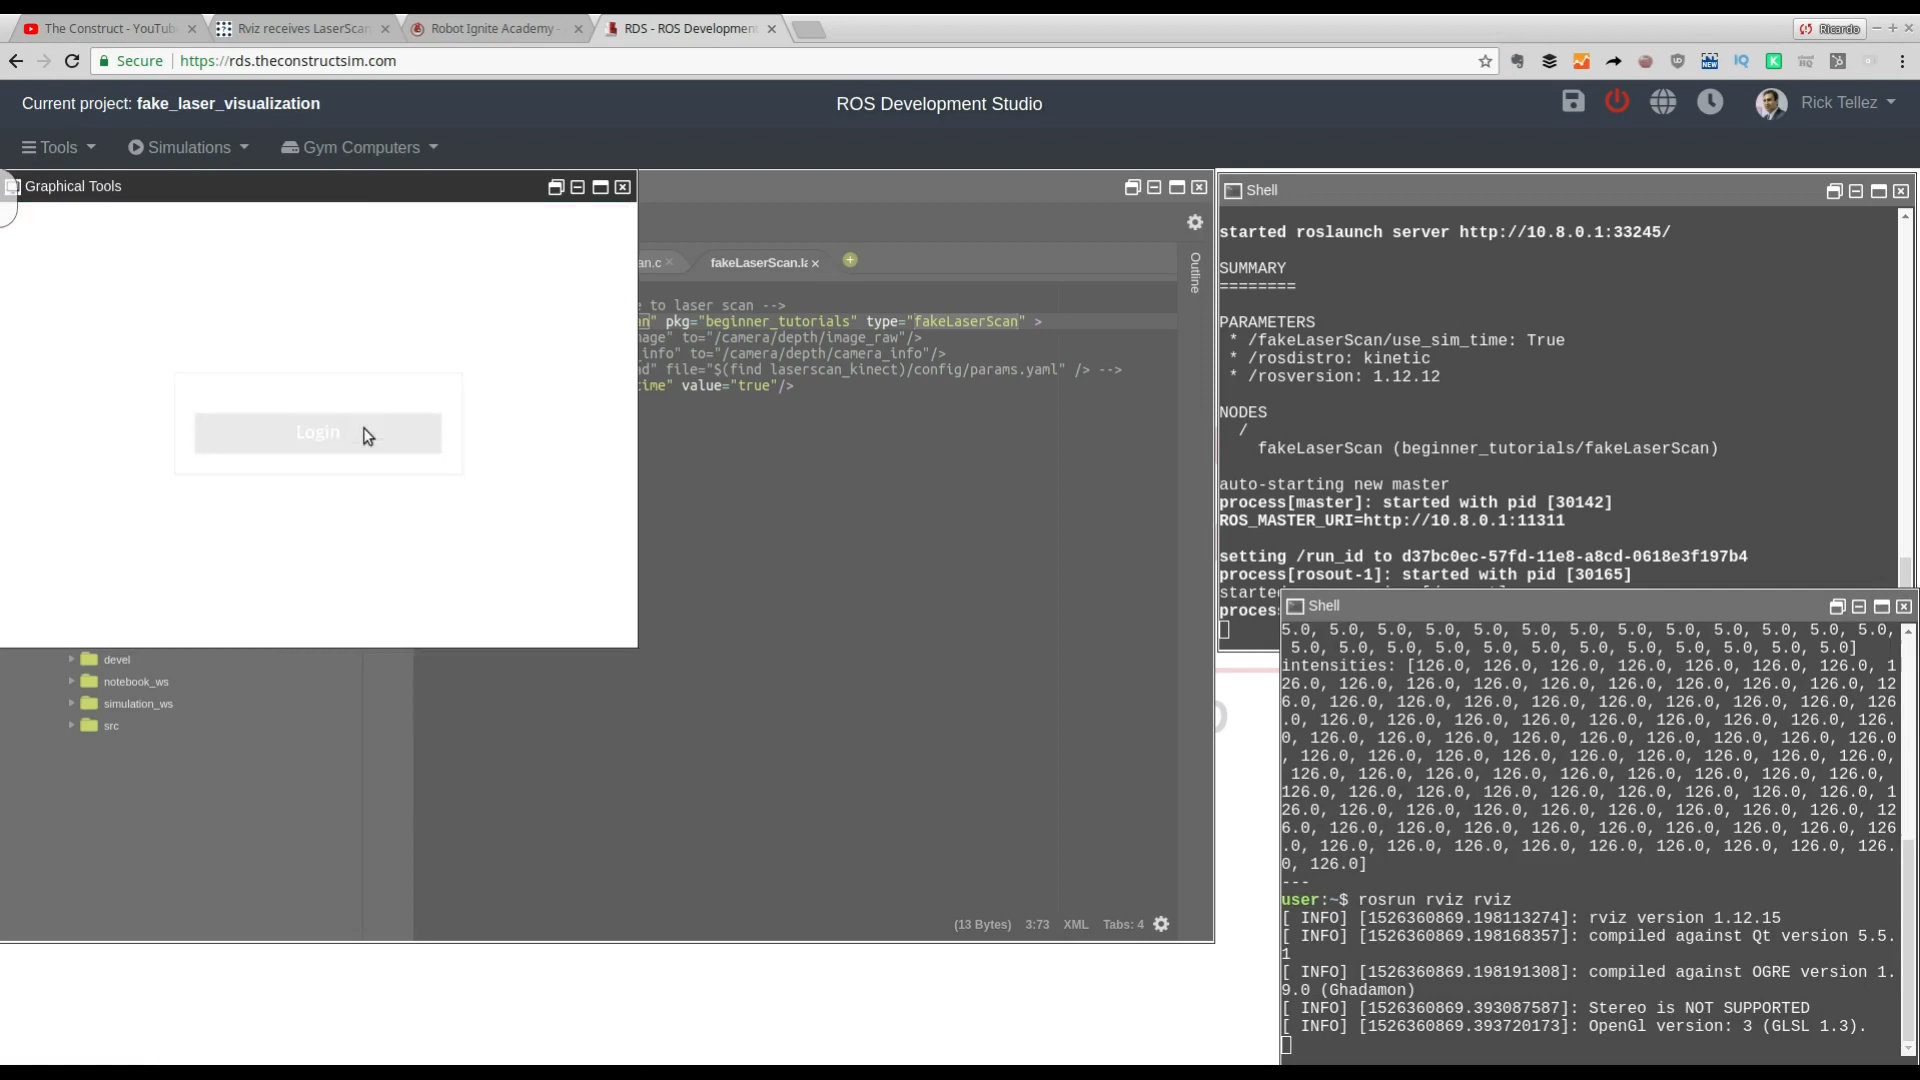 The Construct - YouTub
Rviz receives LaserScan
Robot Ignite Academy -
RDS - ROS Development
Ricardo
Secure
https://rds.theconstructsim.com
Current project: fake_laser_visualization
ROS Development Studio
Rick Tellez
Tools
Simulations
Gym Computers
Graphical Tools
Login
an.c
fakeLaserScan.la
Outline
e to laser scan -->
an" pkg="beginner_tutorials" type="fakeLaserScan" >
mage" to="/camera/depth/image_raw"/>
_info" to="/camera/depth/camera_info"/>
ad" file="$(find laserscan_kinect)/config/params.yaml" /> -->
time" value="true"/>
devel
notebook_ws
simulation_ws
src
(13 Bytes) 3:73 XML Tabs: 4
Shell
started roslaunch server http://10.8.0.1:33245/
SUMMARY
========
PARAMETERS
* /fakeLaserScan/use_sim_time: True
* /rosdistro: kinetic
* /rosversion: 1.12.12
NODES
/
fakeLaserScan (beginner_tutorials/fakeLaserScan)
auto-starting new master
process[master]: started with pid [30142]
ROS_MASTER_URI=http://10.8.0.1:11311
setting /run_id to d37bc0ec-57fd-11e8-a8cd-0618e3f197b4
process[rosout-1]: started with pid [30165]
starte
proces
Shell
5.0, 5.0, 5.0, 5.0, 5.0, 5.0, 5.0, 5.0, 5.0, 5.0, 5.0, 5.0, 5.0,
5.0, 5.0, 5.0, 5.0, 5.0, 5.0, 5.0, 5.0, 5.0, 5.0, 5.0, 5.0]
intensities: [126.0, 126.0, 126.0, 126.0, 126.0, 126.0, 126.0, 1
26.0, 126.0, 126.0, 126.0, 126.0, 126.0, 126.0, 126.0, 126.0, 12
6.0, 126.0, 126.0, 126.0, 126.0, 126.0, 126.0, 126.0, 126.0, 126
.0, 126.0, 126.0, 126.0, 126.0, 126.0, 126.0, 126.0, 126.0, 126.
0, 126.0, 126.0, 126.0, 126.0, 126.0, 126.0, 126.0, 126.0, 126.0
, 126.0, 126.0, 126.0, 126.0, 126.0, 126.0, 126.0, 126.0, 126.0,
126.0, 126.0, 126.0, 126.0, 126.0, 126.0, 126.0, 126.0, 126.0,
126.0, 126.0, 126.0, 126.0, 126.0, 126.0, 126.0, 126.0, 126.0, 1
26.0, 126.0, 126.0, 126.0, 126.0, 126.0, 126.0, 126.0, 126.0, 12
6.0, 126.0, 126.0, 126.0, 126.0, 126.0, 126.0, 126.0, 126.0, 126
.0, 126.0, 126.0, 126.0, 126.0, 126.0, 126.0, 126.0, 126.0, 126.
0, 126.0]
---
user:~$ rosrun rviz rviz
[ INFO] [1526360869.198113274]: rviz version 1.12.15
[ INFO] [1526360869.198168357]: compiled against Qt version 5.5.
1
[ INFO] [1526360869.198191308]: compiled against OGRE version 1.
9.0 (Ghadamon)
[ INFO] [1526360869.393087587]: Stereo is NOT SUPPORTED
[ INFO] [1526360869.393720173]: OpenGl version: 3 (GLSL 1.3).